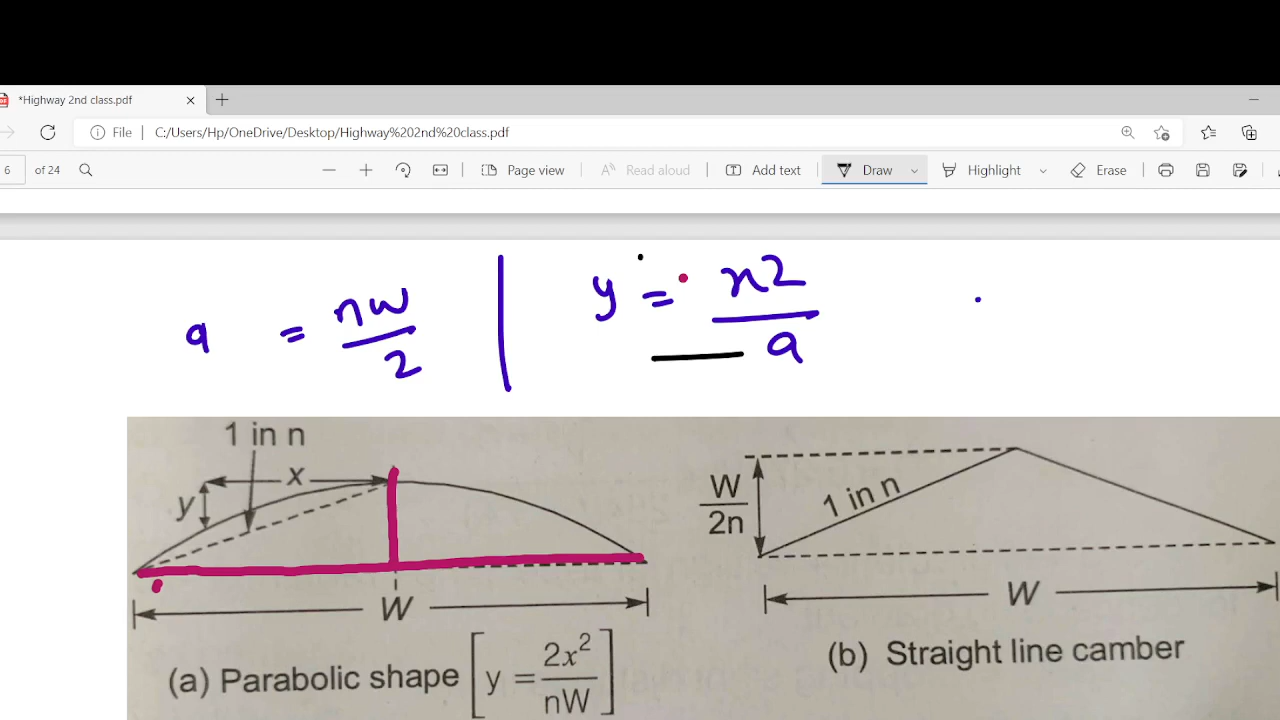 *Highway 2nd class.pdf
File C:/Users/Hp/OneDrive/Desktop/Highway%202nd%20class.pdf
6 of 24 Page view Read aloud Add text Draw Highlight Erase
a = nw/2 | y = x2/a
1 in n
x
y
W
(a) Parabolic shape [y = 2x²/nW]
W/2n
1 in n
W
(b) Straight line camber